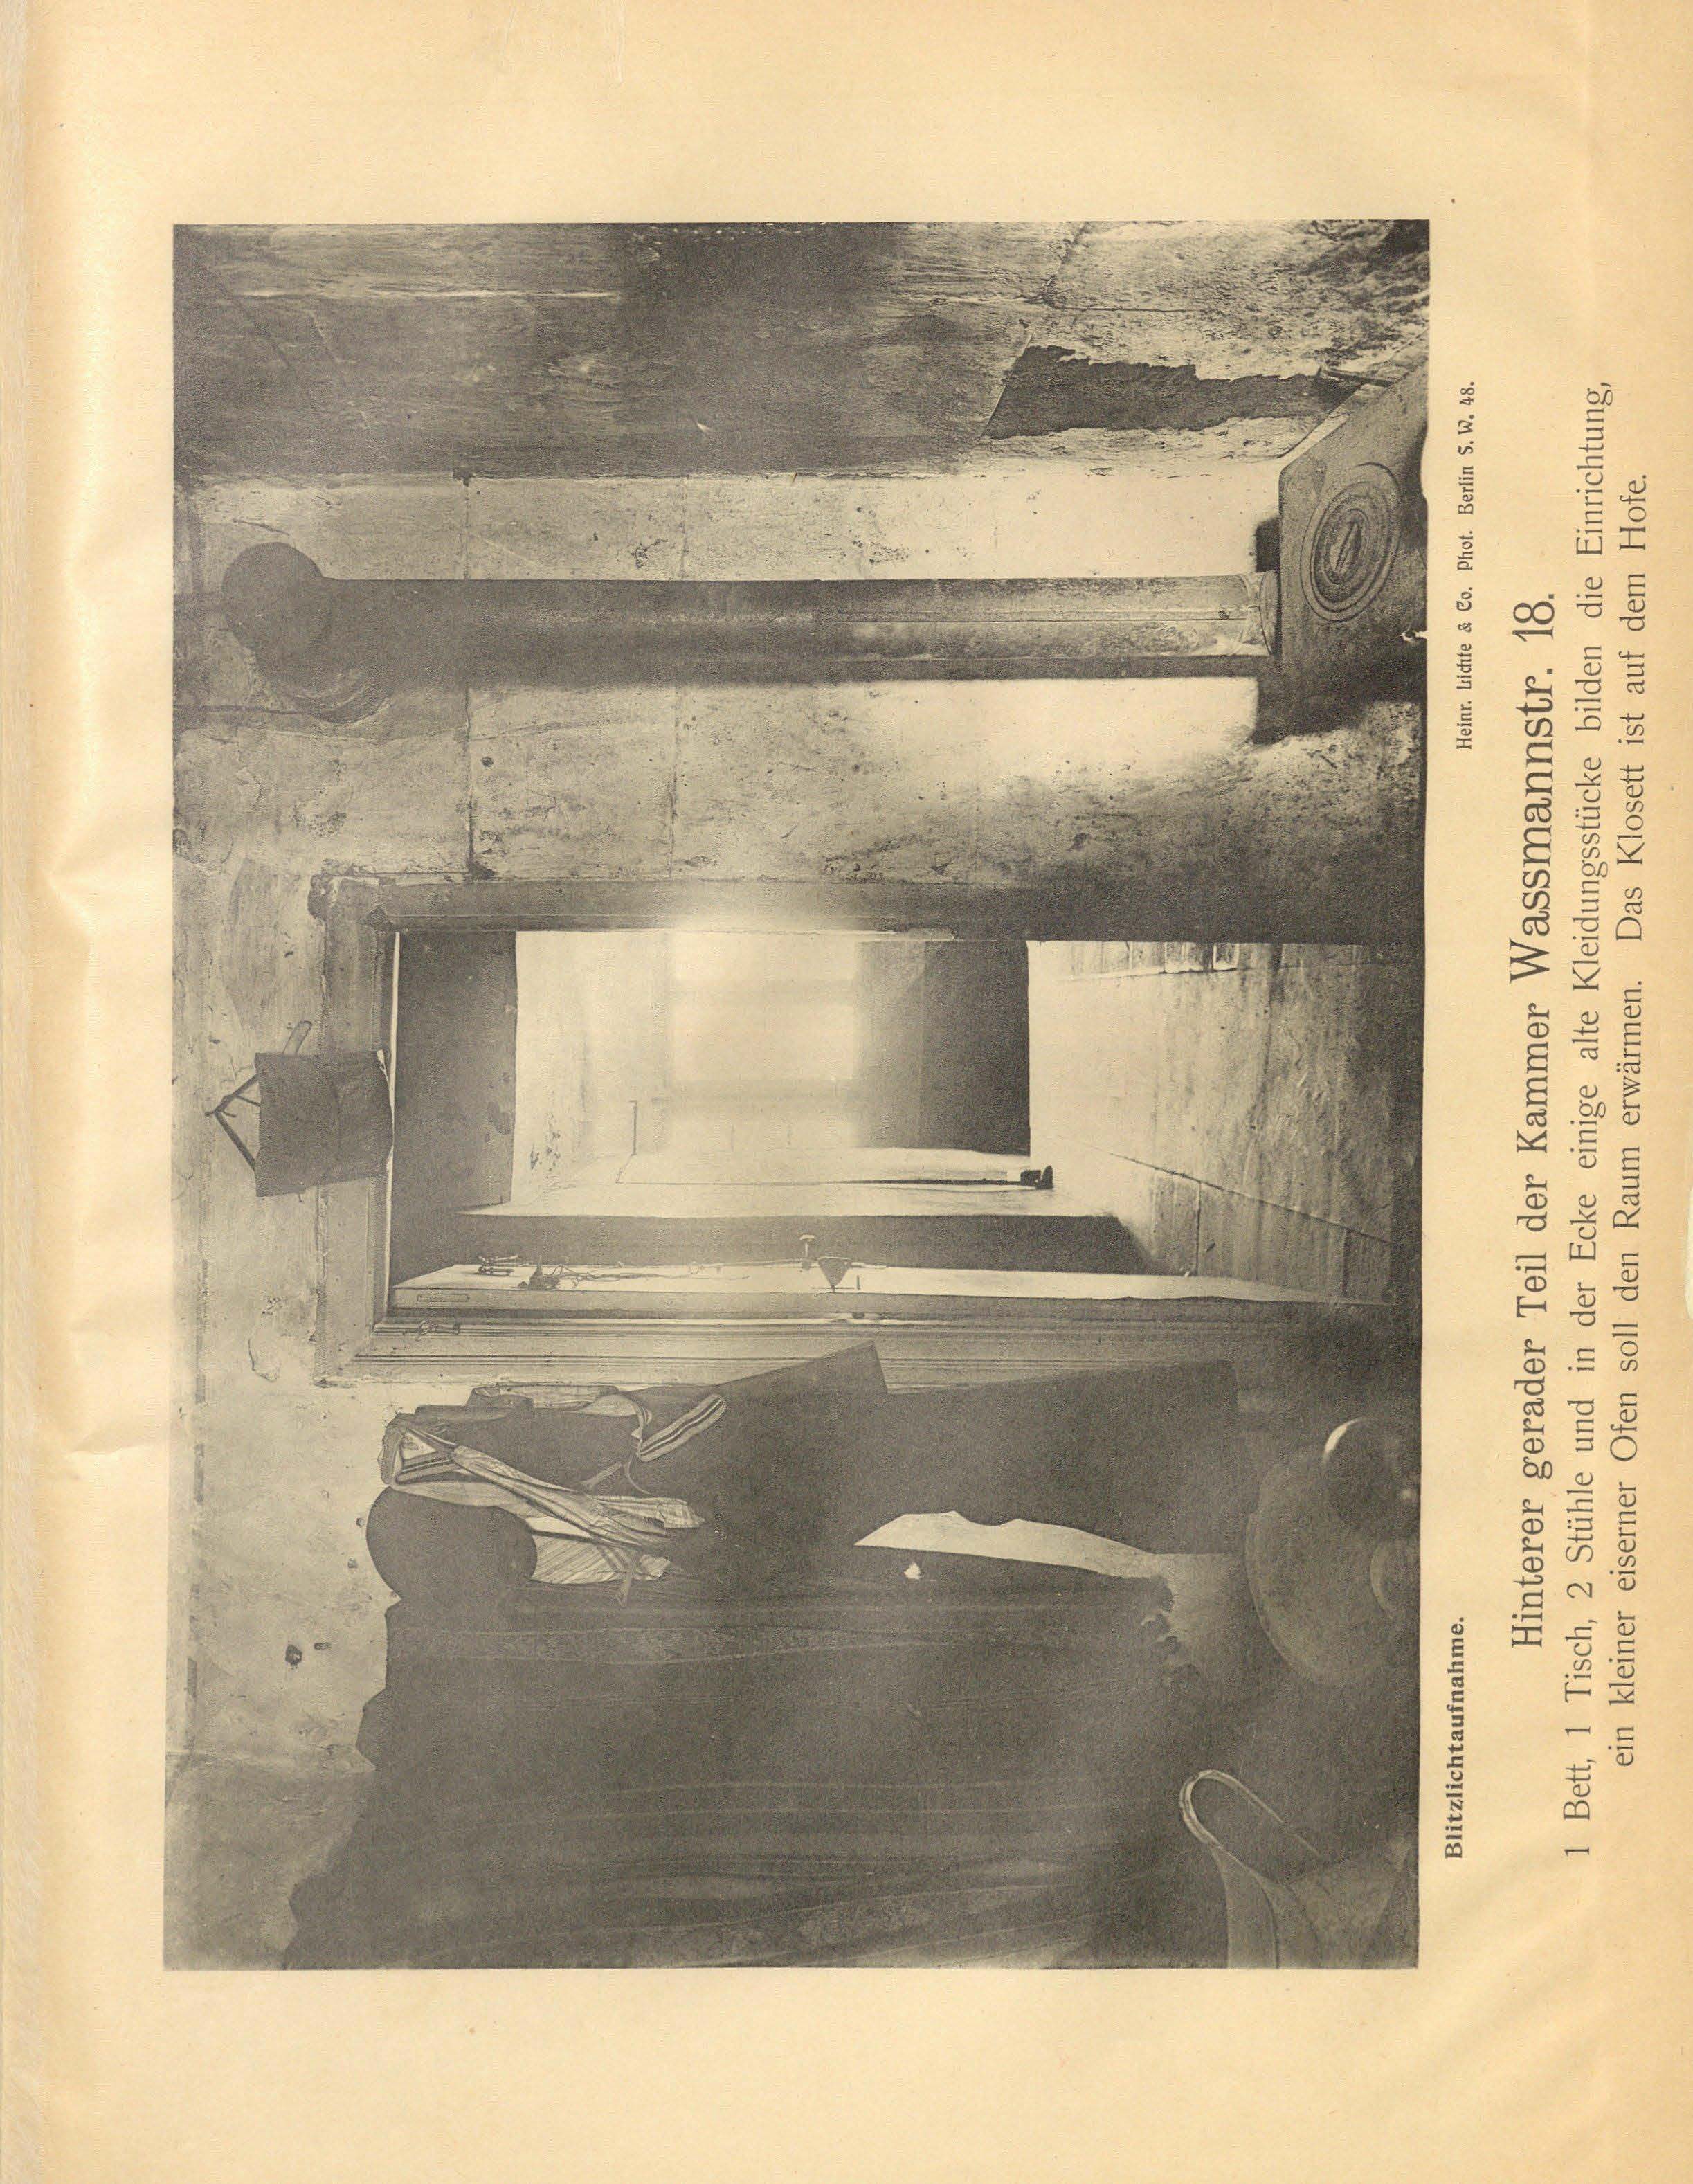 Blitzlichtaufnahme.
Heinr. Lichte & Co. Phot. Berlin S. W. 48.
Hinterer gerader Teil der Kammer Wassmannstr. 18.
1 Bett, 1 Tisch, 2 Stühle und in der Ecke einige alte Kleidungsstücke bilden die Einrichtung,
ein kleiner eiserner Ofen soll den Raum erwärmen. Das Klosett ist auf dem Hofe.